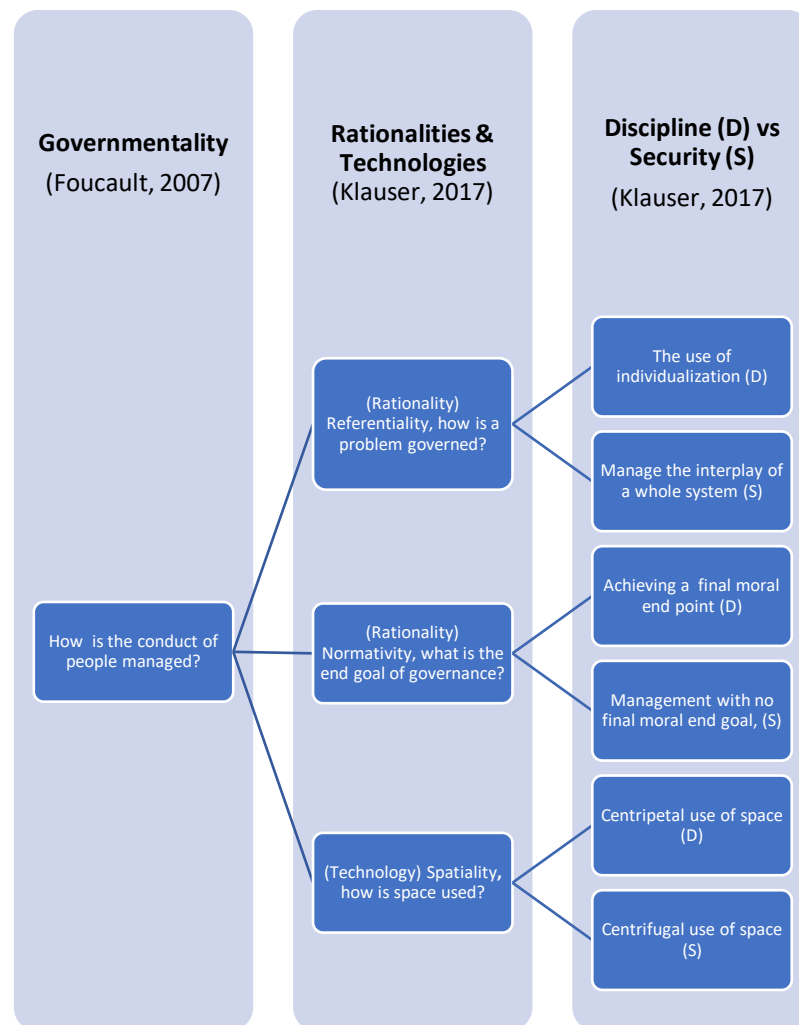 Governmentality
(Foucault, 2007)
Rationalities &
Technologies
(Klauser, 2017)
Discipline (D) vs
Security (S)
(Klauser, 2017)
How is the conduct of
people managed?
(Rationality)
Referentiality, how is a
problem governed?
(Rationality)
Normativity, what is the
end goal of governance?
(Technology) Spatiality,
how is space used?
The use of
individualization (D)
Manage the interplay of
a whole system (S)
Achieving a final moral
end point (D)
Management with no
final moral end goal, (S)
Centripetal use of space
(D)
Centrifugal use of space
(S)